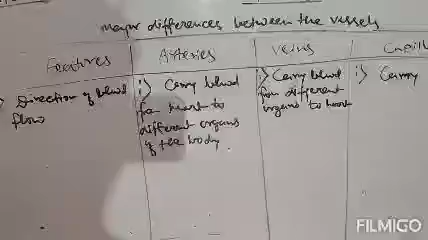 major differences between the vessels
Features
Arteries
Veins
Capill
Direction of blood
flow
i) Carry blood
from heart to
different organs
of the body
i) Carry blood
from different
organs to heart
i) Carry
FILMIGO